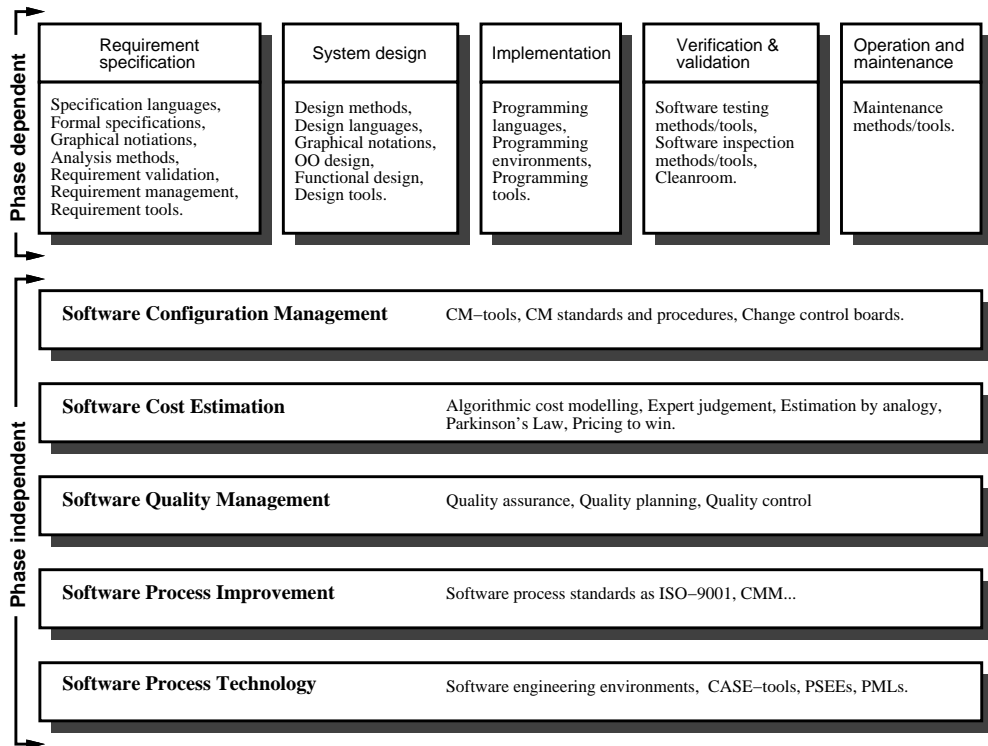 Phase dependent
Requirement
specification
Specification languages,
Formal specifications,
Graphical notiations,
Analysis methods,
Requirement validation,
Requirement management,
Requirement tools.
System design
Design methods,
Design languages,
Graphical notations,
OO design,
Functional design,
Design tools.
Implementation
Programming
languages,
Programming
environments,
Programming
tools.
Verification &
validation
Software testing
methods/tools,
Software inspection
methods/tools,
Cleanroom.
Operation and
maintenance
Maintenance
methods/tools.
Phase independent
Software Configuration Management
CM−tools, CM standards and procedures, Change control boards.
Software Cost Estimation
Algorithmic cost modelling, Expert judgement, Estimation by analogy,
Parkinson's Law, Pricing to win.
Software Quality Management
Quality assurance, Quality planning, Quality control
Software Process Improvement
Software process standards as ISO−9001, CMM...
Software Process Technology
Software engineering environments, CASE−tools, PSEEs, PMLs.